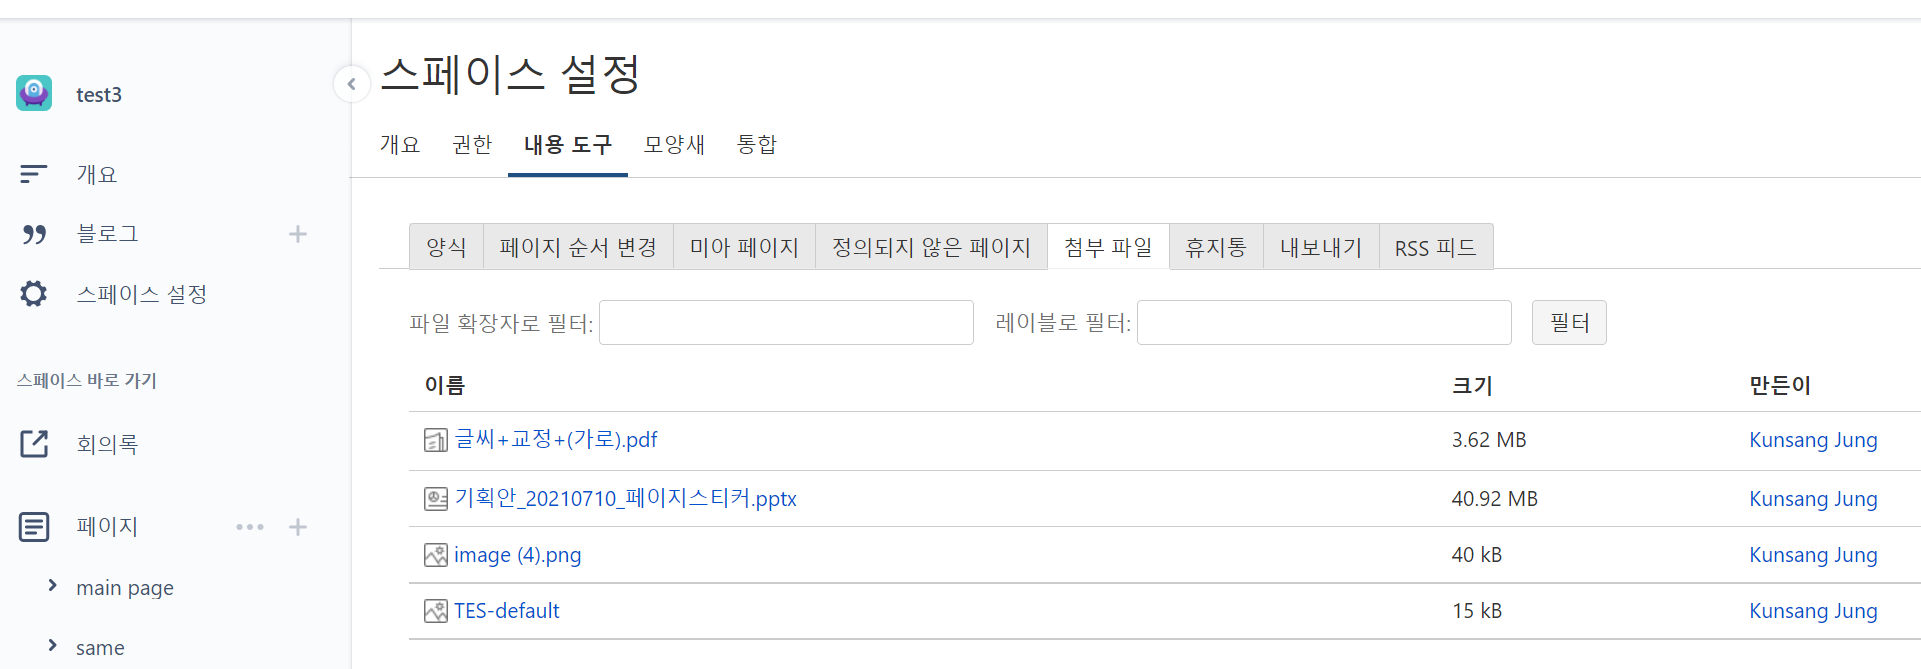 test3
개요
블로그
스페이스 설정
스페이스 바로 가기
회의록
페이지
main page
same
스페이스 설정
개요 권한 내용 도구 모양새 통합
양식 페이지 순서 변경 미아 페이지 정의되지 않은 페이지 첨부 파일 휴지통 내보내기 RSS 피드
파일 확장자로 필터: 레이블로 필터: 필터
이름 크기 만든이
글씨+교정+(가로).pdf 3.62 MB Kunsang Jung
기획안_20210710_페이지스티커.pptx 40.92 MB Kunsang Jung
image (4).png 40 kB Kunsang Jung
TES-default 15 kB Kunsang Jung